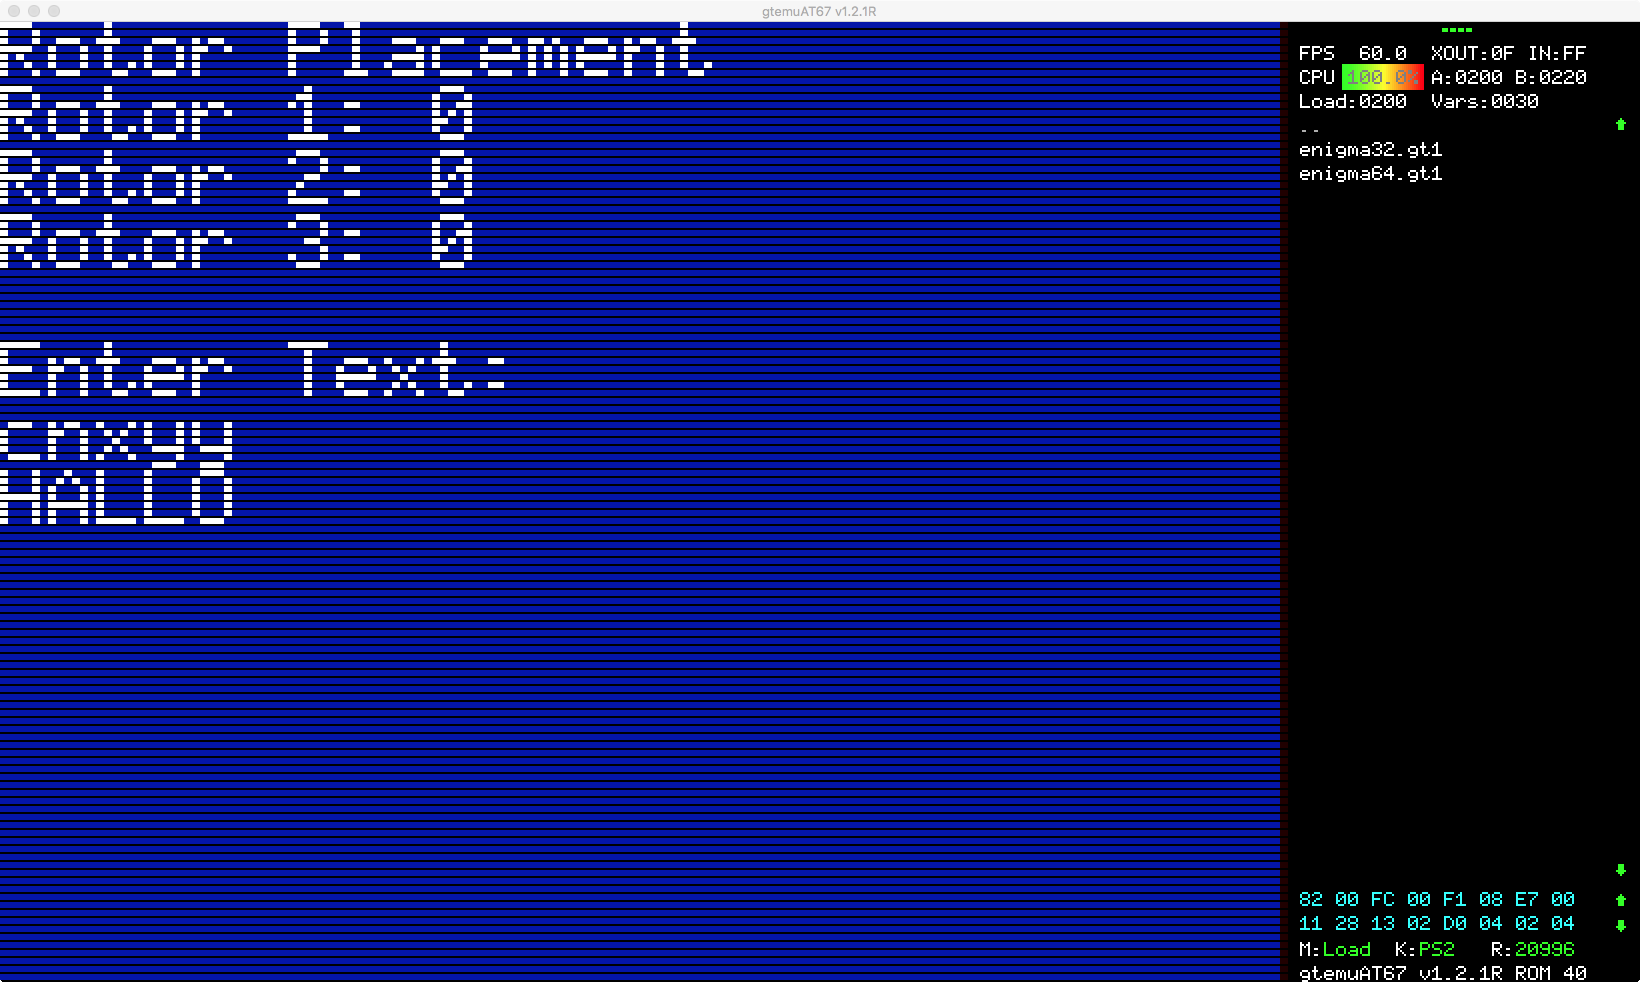 gtemuAT67 v1.2.1R
Rotor Placement
Rotor 1: 0
Rotor 2: 0
Rotor 3: 0
Enter Text:
cnxyy
HALLO
FPS 60.0 XOUT:0F IN:FF
CPU 100.0% A:0200 B:0220
Load:0200 Vars:0030
..
enigma32.gt1
enigma64.gt1
82 00 FC 00 F1 08 E7 00
11 28 13 02 D0 04 02 04
M:Load K:PS2 R:20996
gtemuAT67 v1.2.1R ROM 40